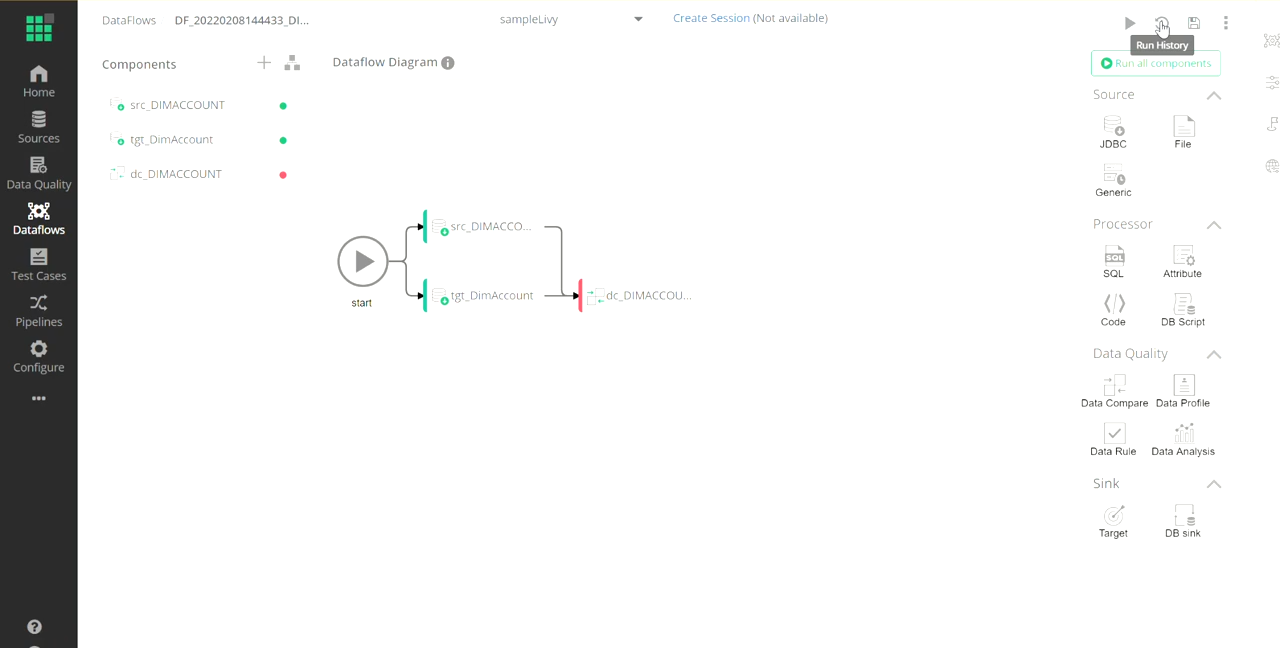 DataFlows DF_20220208144433_DI... sampleLivy Create Session (Not available)
Run History
Home
Sources
Data Quality
Dataflows
Test Cases
Pipelines
Configure
Components
src_DIMACCOUNT
tgt_DimAccount
dc_DIMACCOUNT
Dataflow Diagram
start
src_DIMACCO...
tgt_DimAccount
dc_DIMACCOU...
Run all components
Source
JDBC File
Generic
Processor
SQL
SQL Attribute
Code DB Script
Data Quality
Data Compare Data Profile
Data Rule Data Analysis
Sink
Target DB sink